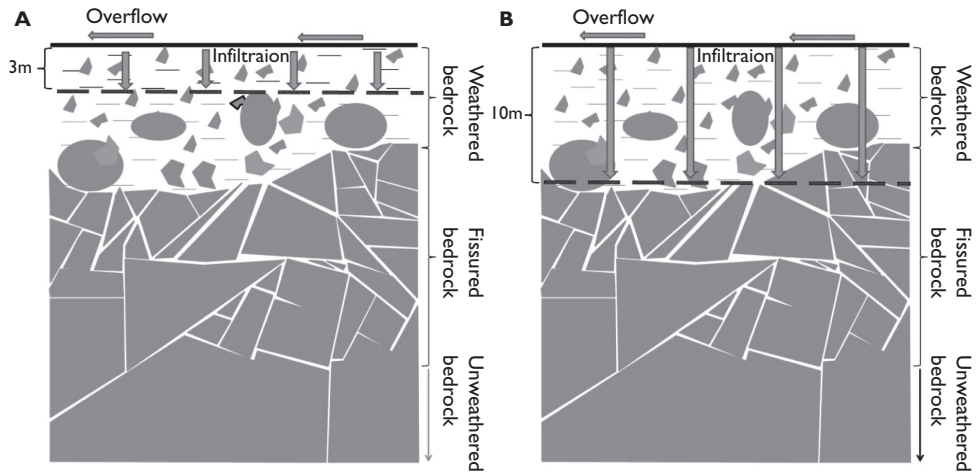 A
Overflow
Infiltraion
3m
Weathered
bedrock
Fissured
bedrock
Unweathered
bedrock
B
Overflow
Infiltraion
10m
Weathered
bedrock
Fissured
bedrock
Unweathered
bedrock